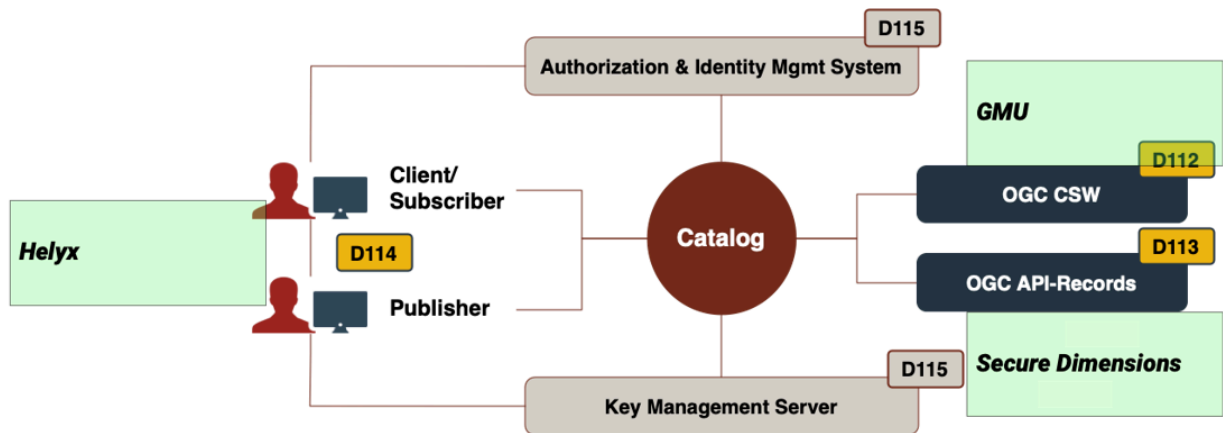 D115
Authorization & Identity Mgmt System
GMU
D112
Client/
Subscriber
OGC CSW
Helyx
D114
Catalog
D113
OGC API-Records
Publisher
D115
Secure Dimensions
Key Management Server